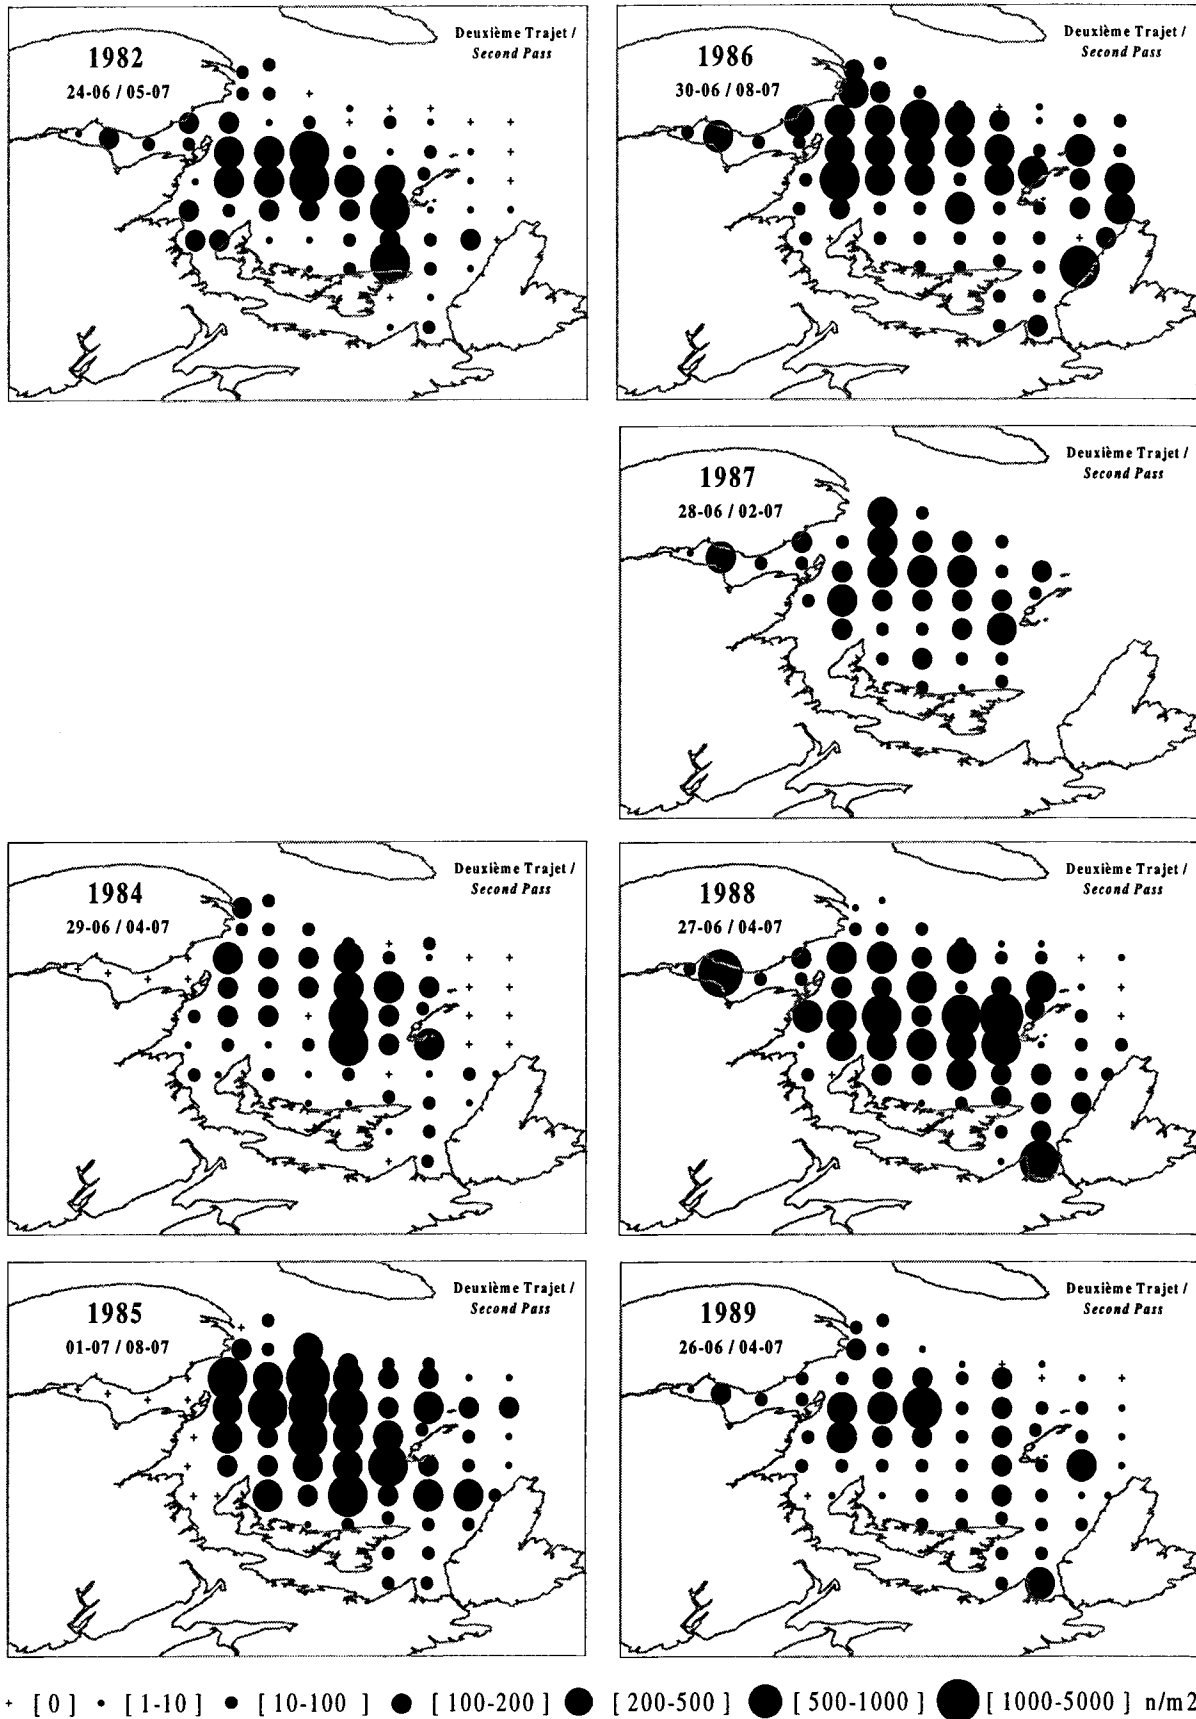 1982
24-06 / 05-07
Deuxième Trajet /
Second Pass
1986
30-06 / 08-07
Deuxième Trajet /
Second Pass
1987
28-06 / 02-07
Deuxième Trajet /
Second Pass
1984
29-06 / 04-07
Deuxième Trajet /
Second Pass
1988
27-06 / 04-07
Deuxième Trajet /
Second Pass
1985
01-07 / 08-07
Deuxième Trajet /
Second Pass
1989
26-06 / 04-07
Deuxième Trajet /
Second Pass
+ [ 0 ] • [ 1-10 ] ● [ 10-100 ] ● [ 100-200 ] ● [ 200-500 ] ● [ 500-1000 ] ● [ 1000-5000 ] n/m2